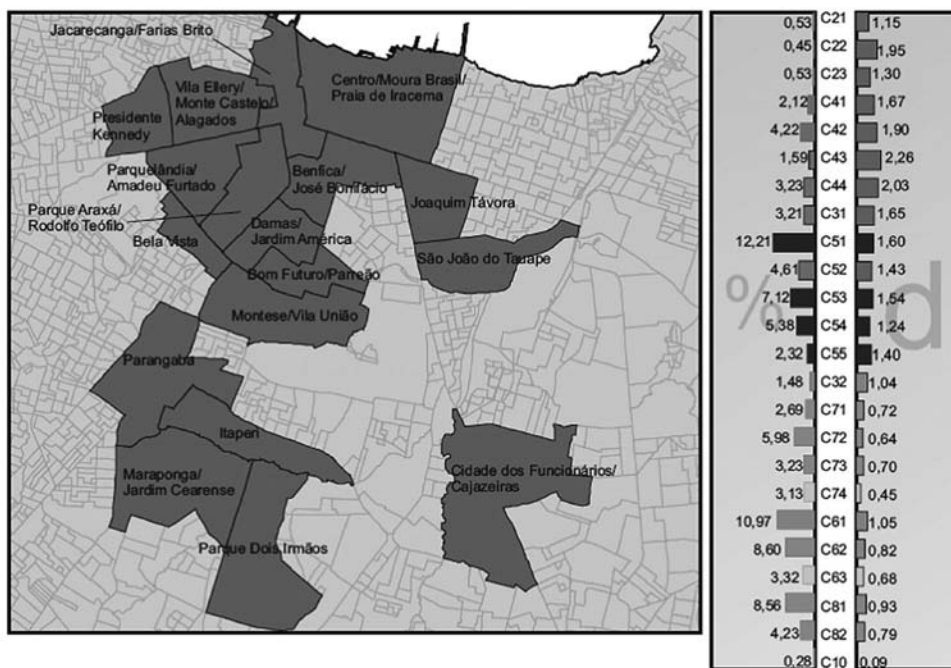 Jacarecanga/Farias Brito
Centro/Moura Brasil/
Praia de Iracema
Vila Ellery/
Monte Castelo/
Alagados
Presidente
Kennedy
Parquelândia/
Amadeu Furtado
Benfica/
José Bonifácio
Joaquim Távora
Parque Araxá/
Rodolfo Teófilo
Damas/
Jardim América
Bela Vista
São João do Tauape
Bom Futuro/Parreão
Montese/Vila União
Parangaba
Itaperi
Maraponga/
Jardim Cearense
Cidade dos Funcionários/
Cajazeiras
Parque Dois Irmãos
% d
0,53 C21 1,15
0,45 C22 1,95
0,53 C23 1,30
2,12 C41 1,67
4,22 C42 1,90
1,59 C43 2,26
3,23 C44 2,03
3,21 C31 1,65
12,21 C51 1,60
4,61 C52 1,43
7,12 C53 1,54
5,38 C54 1,24
2,32 C55 1,40
1,48 C32 1,04
2,69 C71 0,72
5,98 C72 0,64
3,23 C73 0,70
3,13 C74 0,45
10,97 C61 1,05
8,60 C62 0,82
3,32 C63 0,68
8,56 C81 0,93
4,23 C82 0,79
0,28 C10 0,09